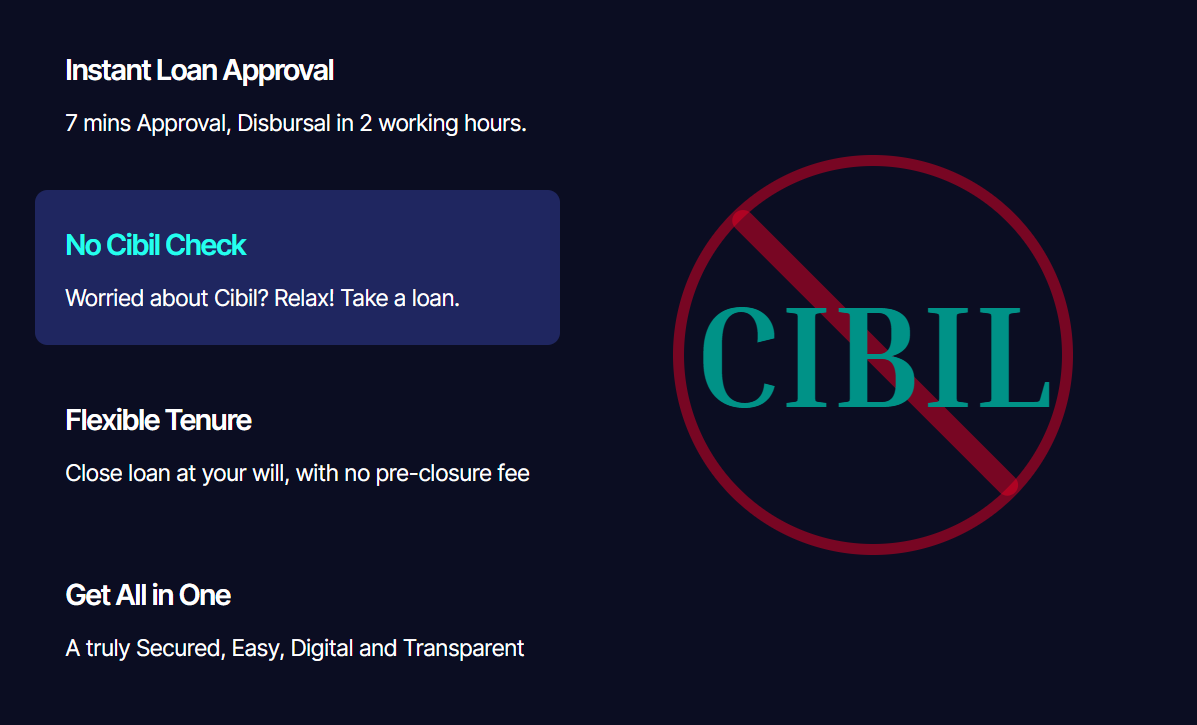 Instant Loan Approval
7 mins Approval, Disbursal in 2 working hours.
No Cibil Check
Worried about Cibil? Relax! Take a loan.
CIBIL
Flexible Tenure
Close loan at your will, with no pre-closure fee
Get All in One
A truly Secured, Easy, Digital and Transparent